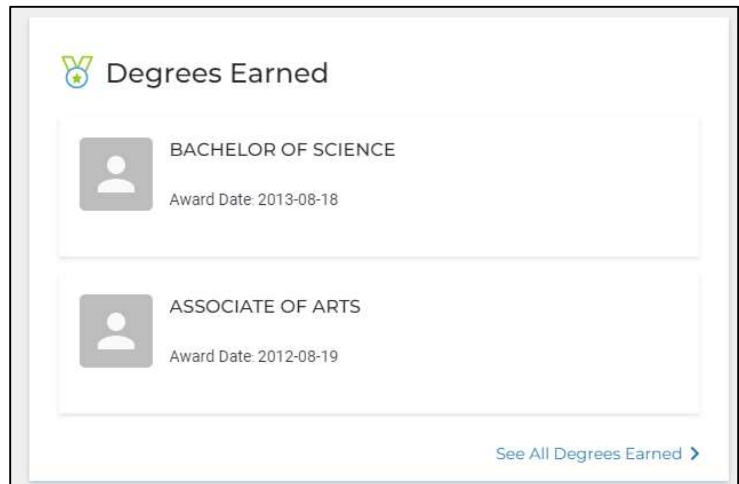 Degrees Earned
BACHELOR OF SCIENCE
Award Date: 2013-08-18
ASSOCIATE OF ARTS
Award Date: 2012-08-19
See All Degrees Earned